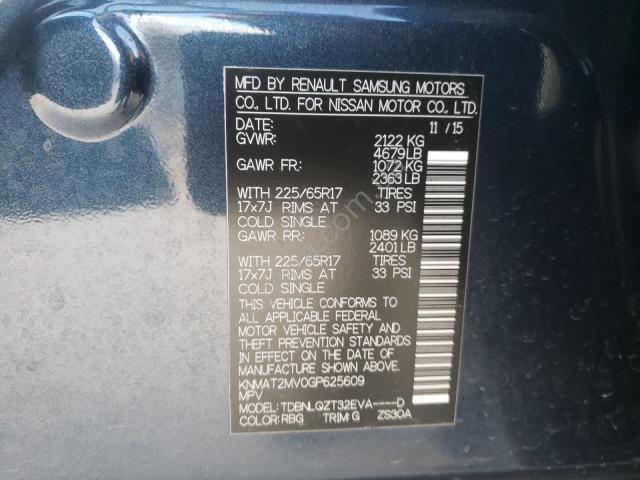 MFD BY RENAULT SAMSUNG MOTORS
CO., LTD. FOR NISSAN MOTOR CO., LTD.
DATE: 11 / 15
GVWR: 2122 KG
4679 LB
GAWR FR: 1072 KG
2363 LB
WITH 225/65R17 TIRES
17x7J RIMS AT 33 PSI
COLD SINGLE
GAWR RR: 1089 KG
2401 LB
WITH 225/65R17 TIRES
17x7J RIMS AT 33 PSI
COLD SINGLE
THIS VEHICLE CONFORMS TO
ALL APPLICABLE FEDERAL
MOTOR VEHICLE SAFETY AND
THEFT PREVENTION STANDARDS
IN EFFECT ON THE DATE OF
MANUFACTURE SHOWN ABOVE.
KNMAT2MV0GP625609
MPV
MODEL: TDBNLQZT32EVA----D
COLOR: RBG TRIM: G ZS30A